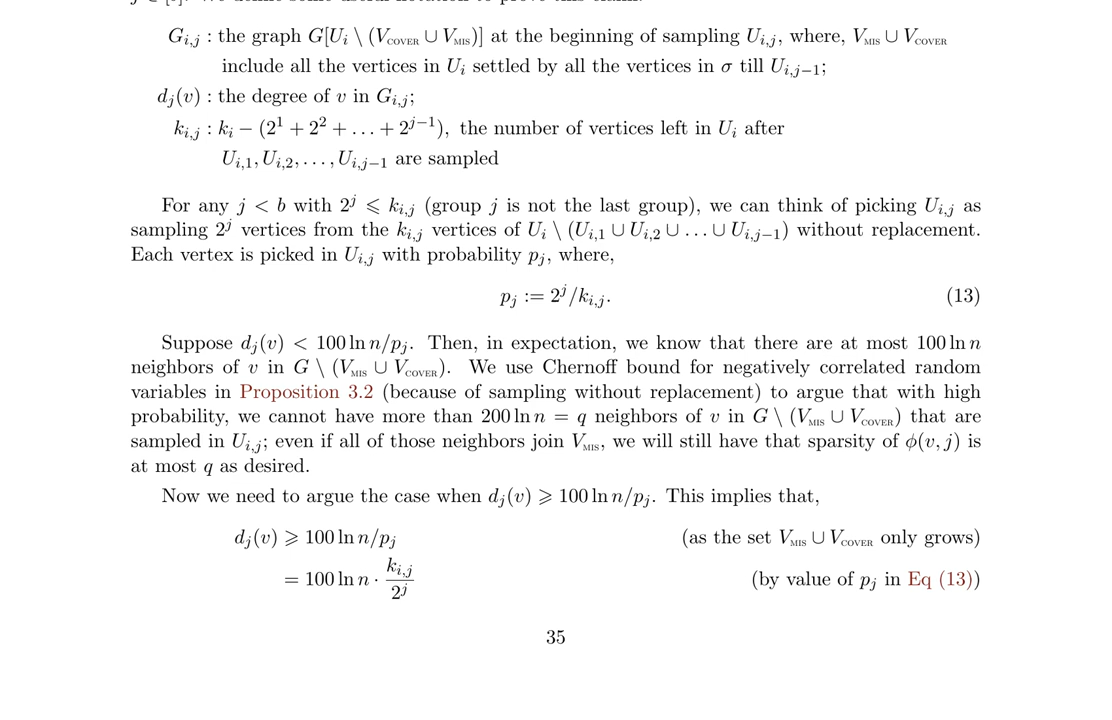 G_{i,j} : the graph G[U_i \ (V_COVER ∪ V_MIS)] at the beginning of sampling U_{i,j}, where, V_MIS ∪ V_COVER
include all the vertices in U_i settled by all the vertices in σ till U_{i,j−1};
d_j(v) : the degree of v in G_{i,j};
k_{i,j} : k_i − (2^1 + 2^2 + . . . + 2^{j−1}), the number of vertices left in U_i after
U_{i,1}, U_{i,2}, . . . , U_{i,j−1} are sampled
For any j < b with 2^j ⩽ k_{i,j} (group j is not the last group), we can think of picking U_{i,j} as
sampling 2^j vertices from the k_{i,j} vertices of U_i \ (U_{i,1} ∪ U_{i,2} ∪ . . . ∪ U_{i,j−1}) without replacement.
Each vertex is picked in U_{i,j} with probability p_j, where,
p_j := 2^j/k_{i,j}. (13)
Suppose d_j(v) < 100 ln n/p_j. Then, in expectation, we know that there are at most 100 ln n
neighbors of v in G \ (V_MIS ∪ V_COVER). We use Chernoff bound for negatively correlated random
variables in Proposition 3.2 (because of sampling without replacement) to argue that with high
probability, we cannot have more than 200 ln n = q neighbors of v in G \ (V_MIS ∪ V_COVER) that are
sampled in U_{i,j}; even if all of those neighbors join V_MIS, we will still have that sparsity of ϕ(v, j) is
at most q as desired.
Now we need to argue the case when d_j(v) ⩾ 100 ln n/p_j. This implies that,
d_j(v) ⩾ 100 ln n/p_j (as the set V_MIS ∪ V_COVER only grows)
= 100 ln n · k_{i,j}/2^j (by value of p_j in Eq (13))
35